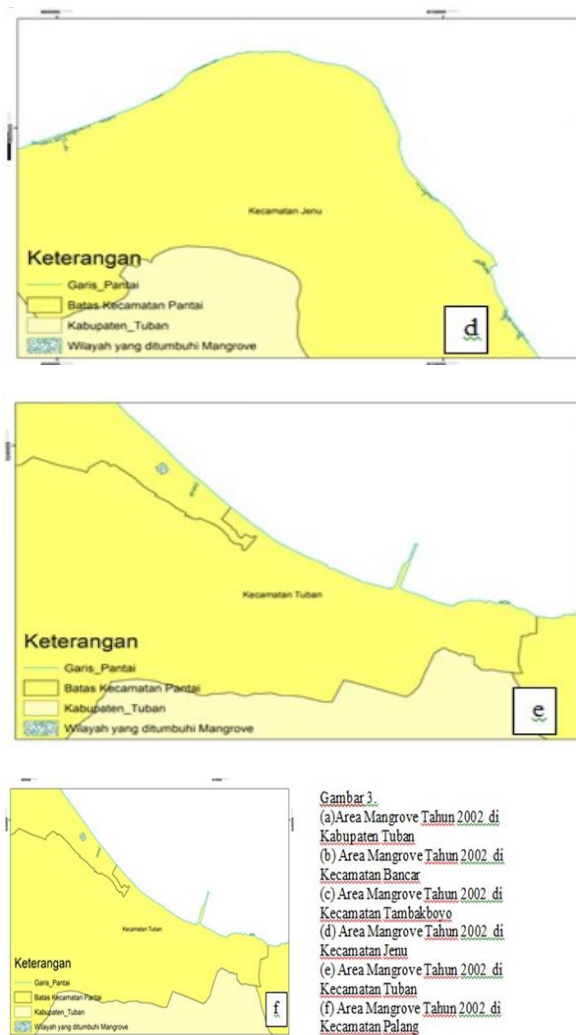 Kecamatan Jenu
Keterangan
Garis_Pantai
Batas Kecamatan Pantai
Kabupaten_Tuban
Wilayah yang ditumbuhi Mangrove
d
Kecamatan Tuban
Keterangan
Garis_Pantai
Batas Kecamatan Pantai
Kabupaten_Tuban
Wilayah yang ditumbuhi Mangrove
e
Kecamatan Tuban
Keterangan
Garis_Pantai
Batas Kecamatan Pantai
Kabupaten_Tuban
Wilayah yang ditumbuhi Mangrove
f
Gambar 3.
(a)Area Mangrove Tahun 2002 di
Kabupaten Tuban
(b) Area Mangrove Tahun 2002 di
Kecamatan Bancar
(c) Area Mangrove Tahun 2002 di
Kecamatan Tambakboyo
(d) Area Mangrove Tahun 2002 di
Kecamatan Jenu
(e) Area Mangrove Tahun 2002 di
Kecamatan Tuban
(f) Area Mangrove Tahun 2002 di
Kecamatan Palang